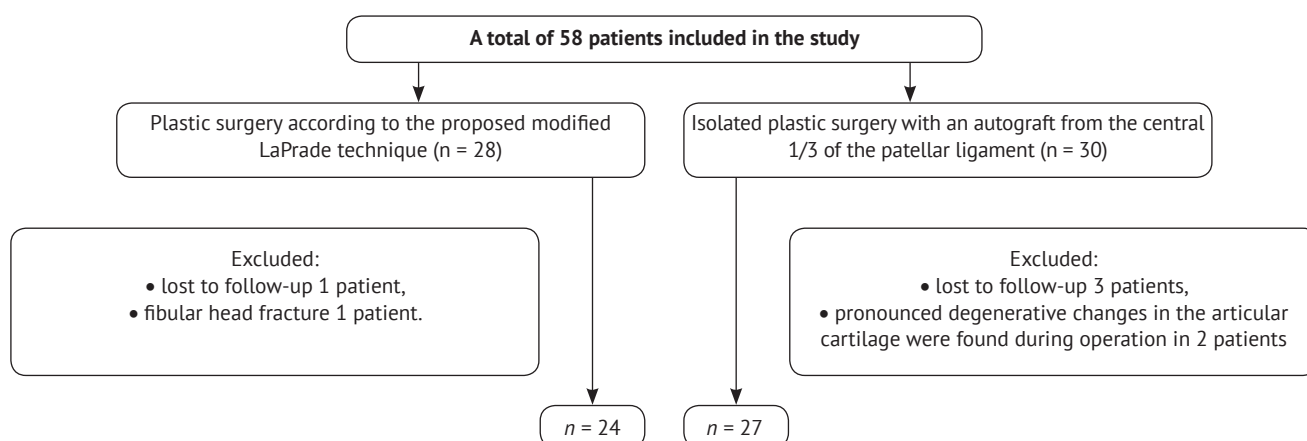 A total of 58 patients included in the study
Plastic surgery according to the proposed modified
LaPrade technique (n = 28)
Isolated plastic surgery with an autograft from the central
1/3 of the patellar ligament (n = 30)
Excluded:
• lost to follow-up 1 patient,
• fibular head fracture 1 patient.
Excluded:
• lost to follow-up 3 patients,
• pronounced degenerative changes in the articular
cartilage were found during operation in 2 patients
n = 24
n = 27